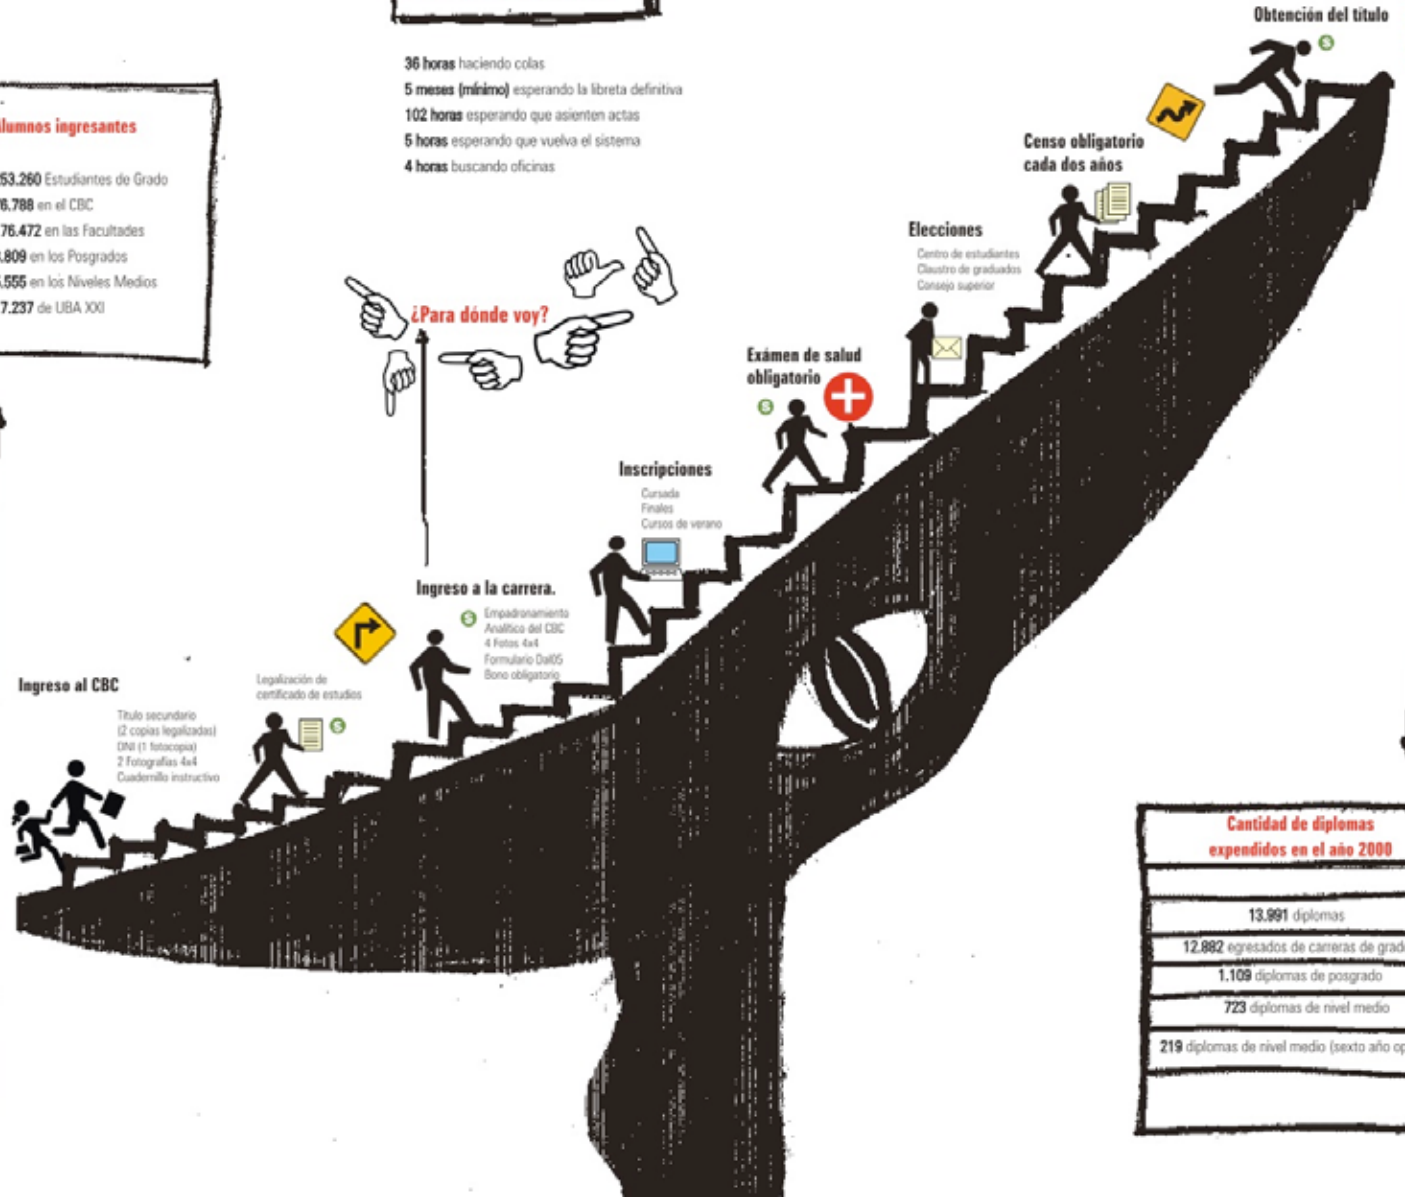 Obtención del título
36 horas haciendo colas
5 meses (mínimo) esperando la libreta definitiva
102 horas esperando que asienten actas
5 horas esperando que vuelva el sistema
4 horas buscando oficinas
lumnos ingresantes
53.260 Estudiantes de Grado
6.788 en el CBC
76.472 en las Facultades
.809 en los Posgrados
.555 en los Niveles Medios
7.237 de UBA XXI
Censo obligatorio
cada dos años
Elecciones
Centro de estudiantes
Claustro de graduados
Consejo superior
¿Para dónde voy?
Exámen de salud
obligatorio
Inscripciones
Cursada
Finales
Cursos de verano
Ingreso a la carrera.
Empadronamiento
Analítico del CBC
4 Fotos 4x4
Formulario Dal05
Bono obligatorio
Ingreso al CBC
Título secundario
(2 copias legalizadas)
DNI (1 fotocopia)
2 Fotografías 4x4
Cuadernillo instructivo
Legalización de
certificado de estudios
Cantidad de diplomas
expendidos en el año 2000
13.991 diplomas
12.882 egresados de carreras de grad
1.109 diplomas de posgrado
723 diplomas de nivel medio
219 diplomas de nivel medio (sexto año op